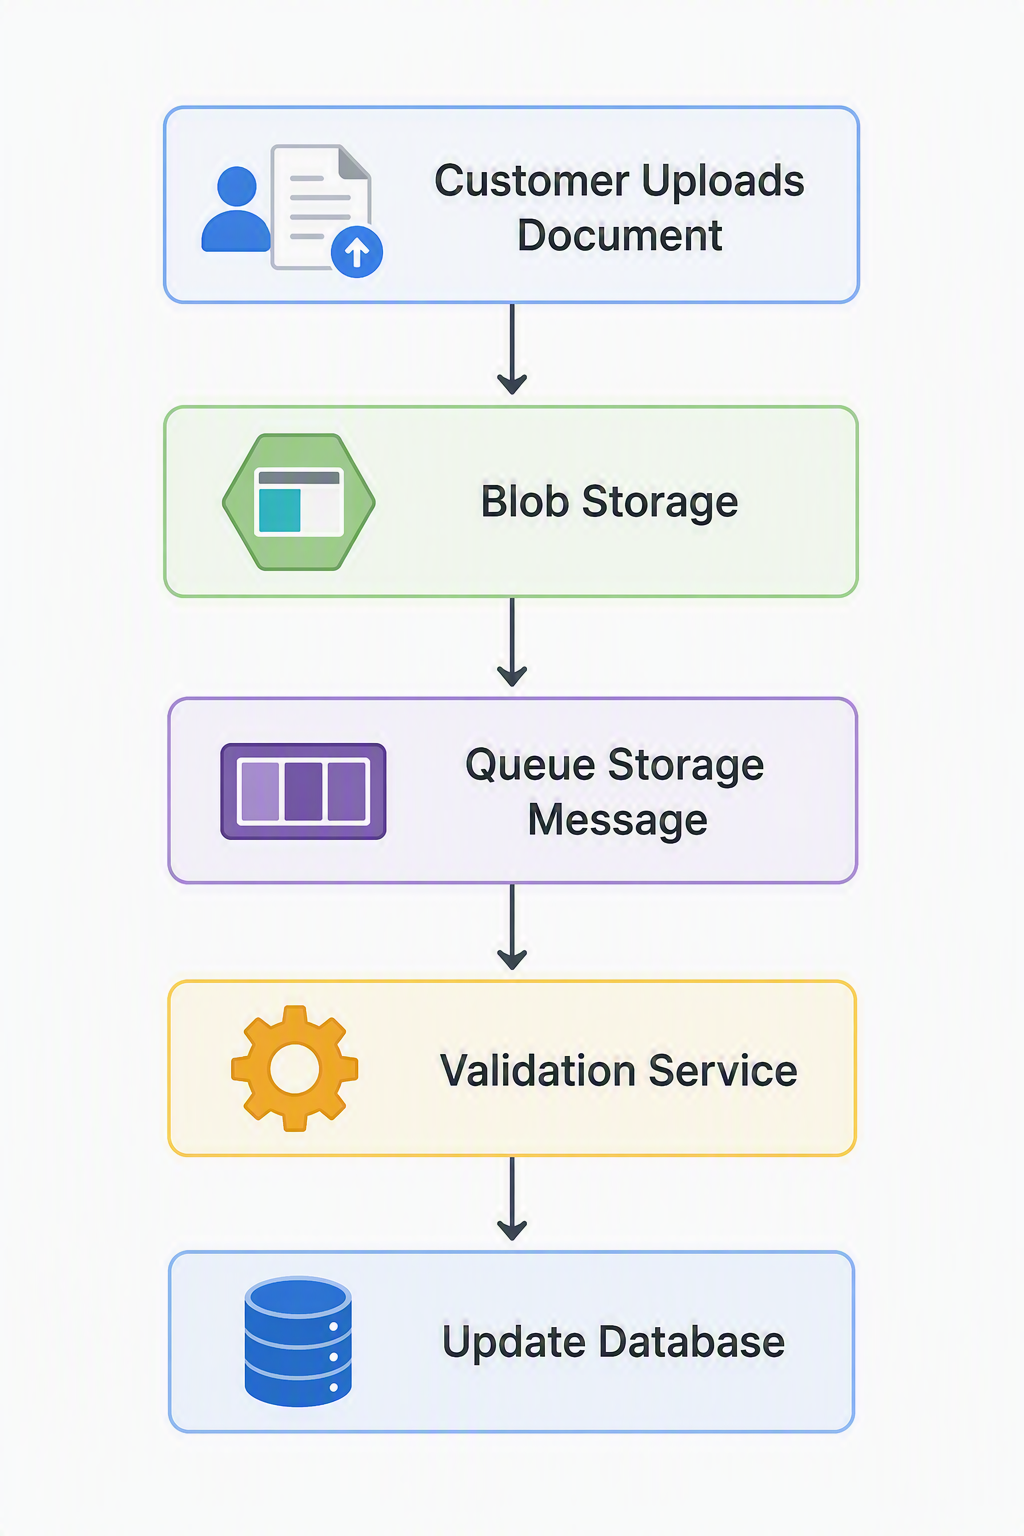 Customer Uploads
Document
Blob Storage
Queue Storage
Message
Validation Service
Update Database